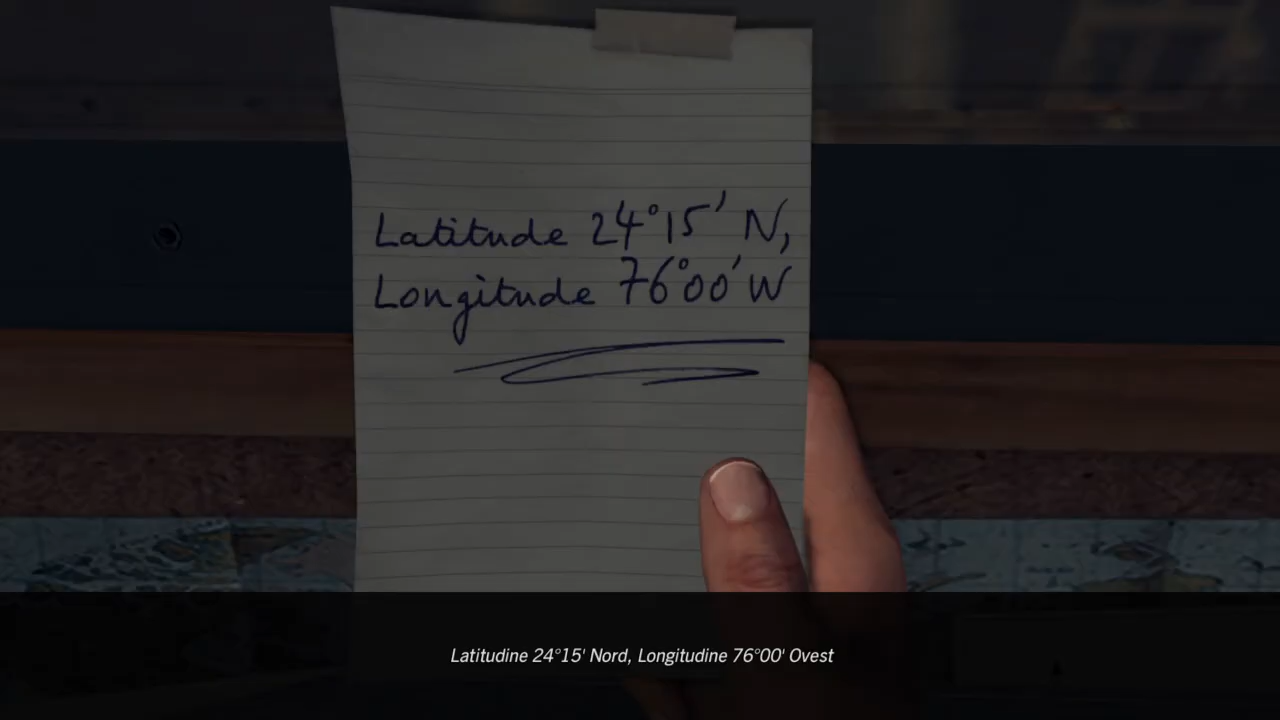 Latitude 24°15' N,
Longitude 76°00' W
Latitudine 24°15' Nord, Longitudine 76°00' Ovest